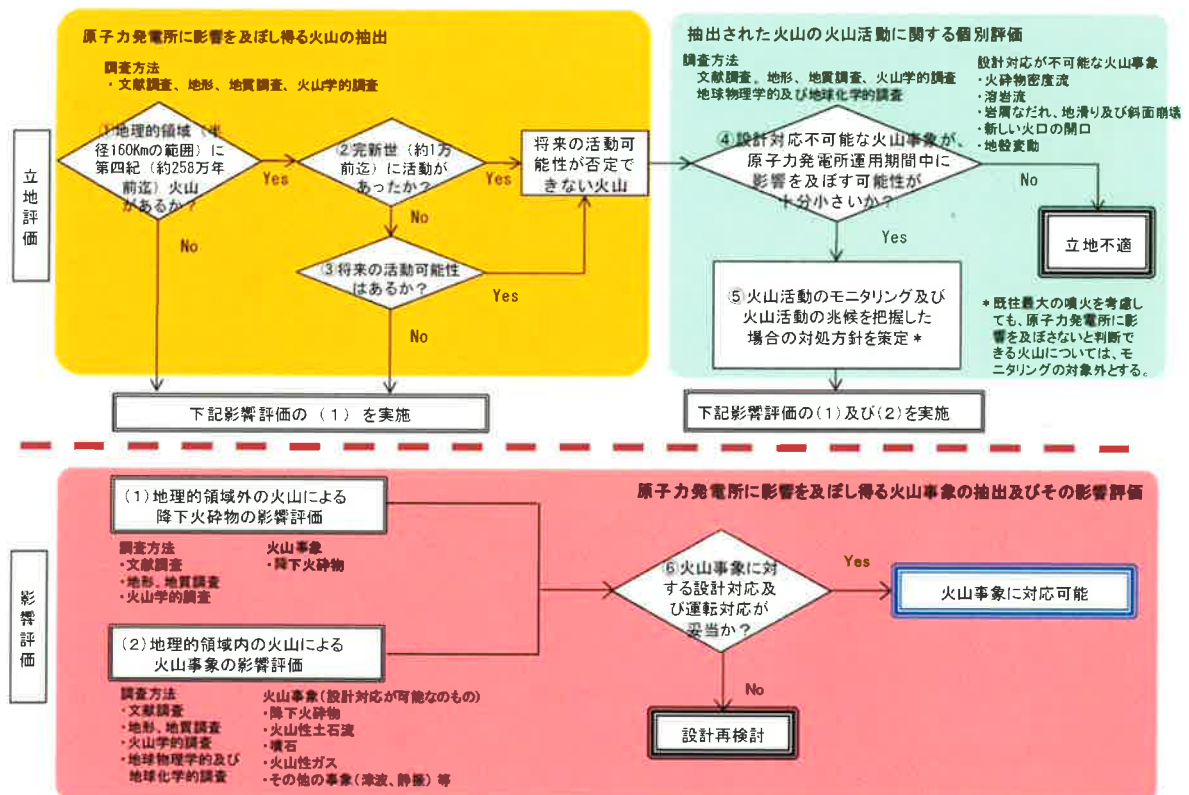 原子力発電所に影響を及ぼし得る火山の抽出
調査方法
・文献調査、地形、地質調査、火山学的調査
①地理的領域（半
径160Kmの範囲）に
第四紀（約258万年
前迄）火山
があるか？
Yes
No
②完新世（約1万
前迄）に活動が
あったか？
Yes
No
③将来の活動可能性
はあるか？
Yes
No
将来の活動可
能性が否定で
きない火山
立地評価
下記影響評価の（1）を実施
抽出された火山の火山活動に関する個別評価
調査方法
文献調査、地形、地質調査、火山学的調査
地球物理学的及び地球化学的調査
設計対応が不可能な火山事象
・火砕物密度流
・溶岩流
・岩屑なだれ、地滑り及び斜面崩壊
・新しい火口の開口
・地殻変動
④設計対応不可能な火山事象が、
原子力発電所運用期間中に
影響を及ぼす可能性が
十分小さいか？
No
Yes
立地不適
⑤火山活動のモニタリング及び
火山活動の兆候を把握した
場合の対処方針を策定＊
＊既往最大の噴火を考慮し
ても、原子力発電所に影
響を及ぼさないと判断で
きる火山については、モ
ニタリングの対象外とする。
下記影響評価の(1)及び(2)を実施
影響評価
原子力発電所に影響を及ぼし得る火山事象の抽出及びその影響評価
(1)地理的領域外の火山による
降下火砕物の影響評価
調査方法
・文献調査
・地形、地質調査
・火山学的調査
火山事象
・降下火砕物
(2)地理的領域内の火山による
火山事象の影響評価
調査方法
・文献調査
・地形、地質調査
・火山学的調査
・地球物理学的及び
地球化学的調査
火山事象(設計対応が可能なのもの)
・降下火砕物
・火山性土石流
・噴石
・火山性ガス
・その他の事象(津波、静振)等
⑥火山事象に対
する設計対応及
び運転対応が
妥当か？
Yes
No
火山事象に対応可能
設計再検討